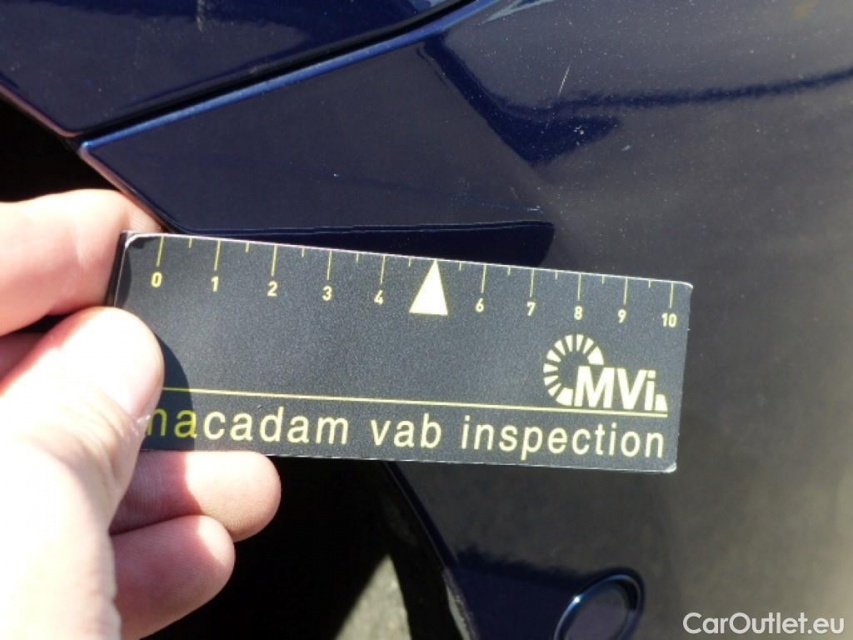 0 1 2 3 4 6 7 8 9 10
MVi
macadam vab inspection
CarOutlet.eu